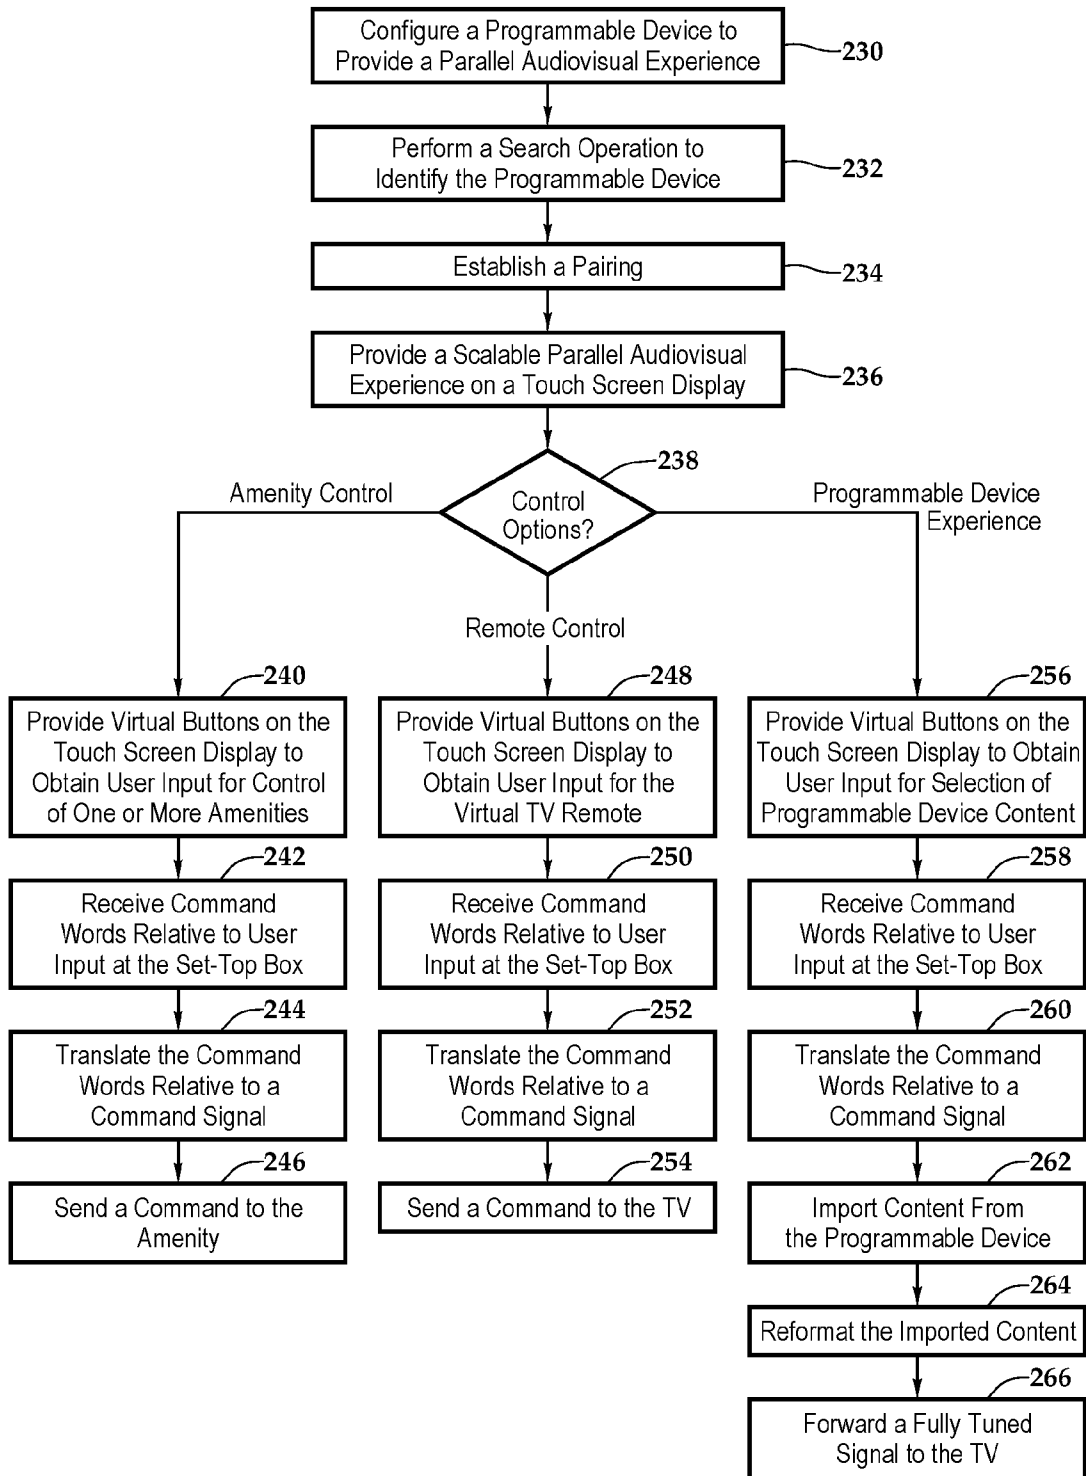 Configure a Programmable Device to
Provide a Parallel Audiovisual Experience
230
Perform a Search Operation to
Identify the Programmable Device
232
Establish a Pairing
234
Provide a Scalable Parallel Audiovisual
Experience on a Touch Screen Display
236
238
Control
Options?
Amenity Control
Remote Control
Programmable Device
Experience
240
Provide Virtual Buttons on the
Touch Screen Display to
Obtain User Input for Control
of One or More Amenities
242
Receive Command
Words Relative to User
Input at the Set-Top Box
244
Translate the Command
Words Relative to a
Command Signal
246
Send a Command to the
Amenity
248
Provide Virtual Buttons on the
Touch Screen Display to
Obtain User Input for the
Virtual TV Remote
250
Receive Command
Words Relative to User
Input at the Set-Top Box
252
Translate the Command
Words Relative to a
Command Signal
254
Send a Command to the TV
256
Provide Virtual Buttons on the
Touch Screen Display to Obtain
User Input for Selection of
Programmable Device Content
258
Receive Command
Words Relative to User
Input at the Set-Top Box
260
Translate the Command
Words Relative to a
Command Signal
262
Import Content From
the Programmable Device
264
Reformat the Imported Content
266
Forward a Fully Tuned
Signal to the TV